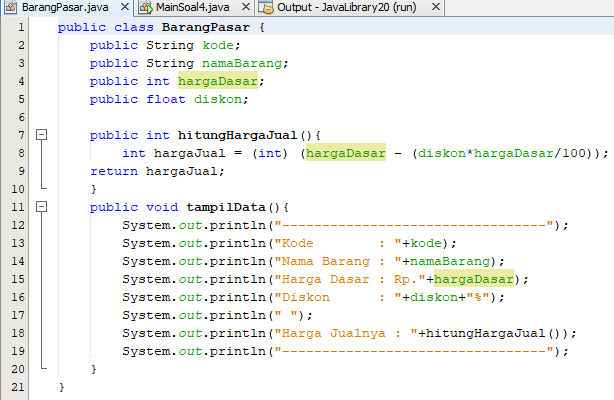 BarangPasar.java MainSoal4.java Output - JavaLibrary20 (run)
1 public class BarangPasar {
2 public String kode;
3 public String namaBarang;
4 public int hargaDasar;
5 public float diskon;
6
7 public int hitungHargaJual(){
8 int hargaJual = (int) (hargaDasar - (diskon*hargaDasar/100));
9 return hargaJual;
10 }
11 public void tampilData(){
12 System.out.println("---------------------------------");
13 System.out.println("Kode        : "+kode);
14 System.out.println("Nama Barang : "+namaBarang);
15 System.out.println("Harga Dasar : Rp."+hargaDasar);
16 System.out.println("Diskon      : "+diskon+"%");
17 System.out.println(" ");
18 System.out.println("Harga Jualnya : "+hitungHargaJual());
19 System.out.println("---------------------------------");
20 }
21 }